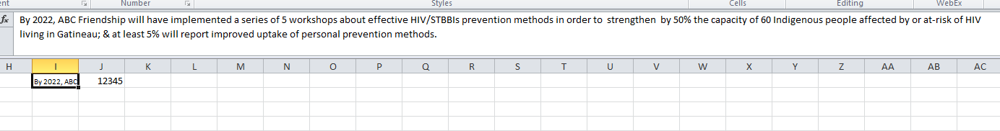 ent Number Styles Cells Editing WebEx
fx By 2022, ABC Friendship will have implemented a series of 5 workshops about effective HIV/STBBIs prevention methods in order to  strengthen  by 50% the capacity of 60 Indigenous people affected by or at-risk of HIV
living in Gatineau; & at least 5% will report improved uptake of personal prevention methods.
H I J K L M N O P Q R S T U V W X Y Z AA AB AC
By 2022, ABC 12345